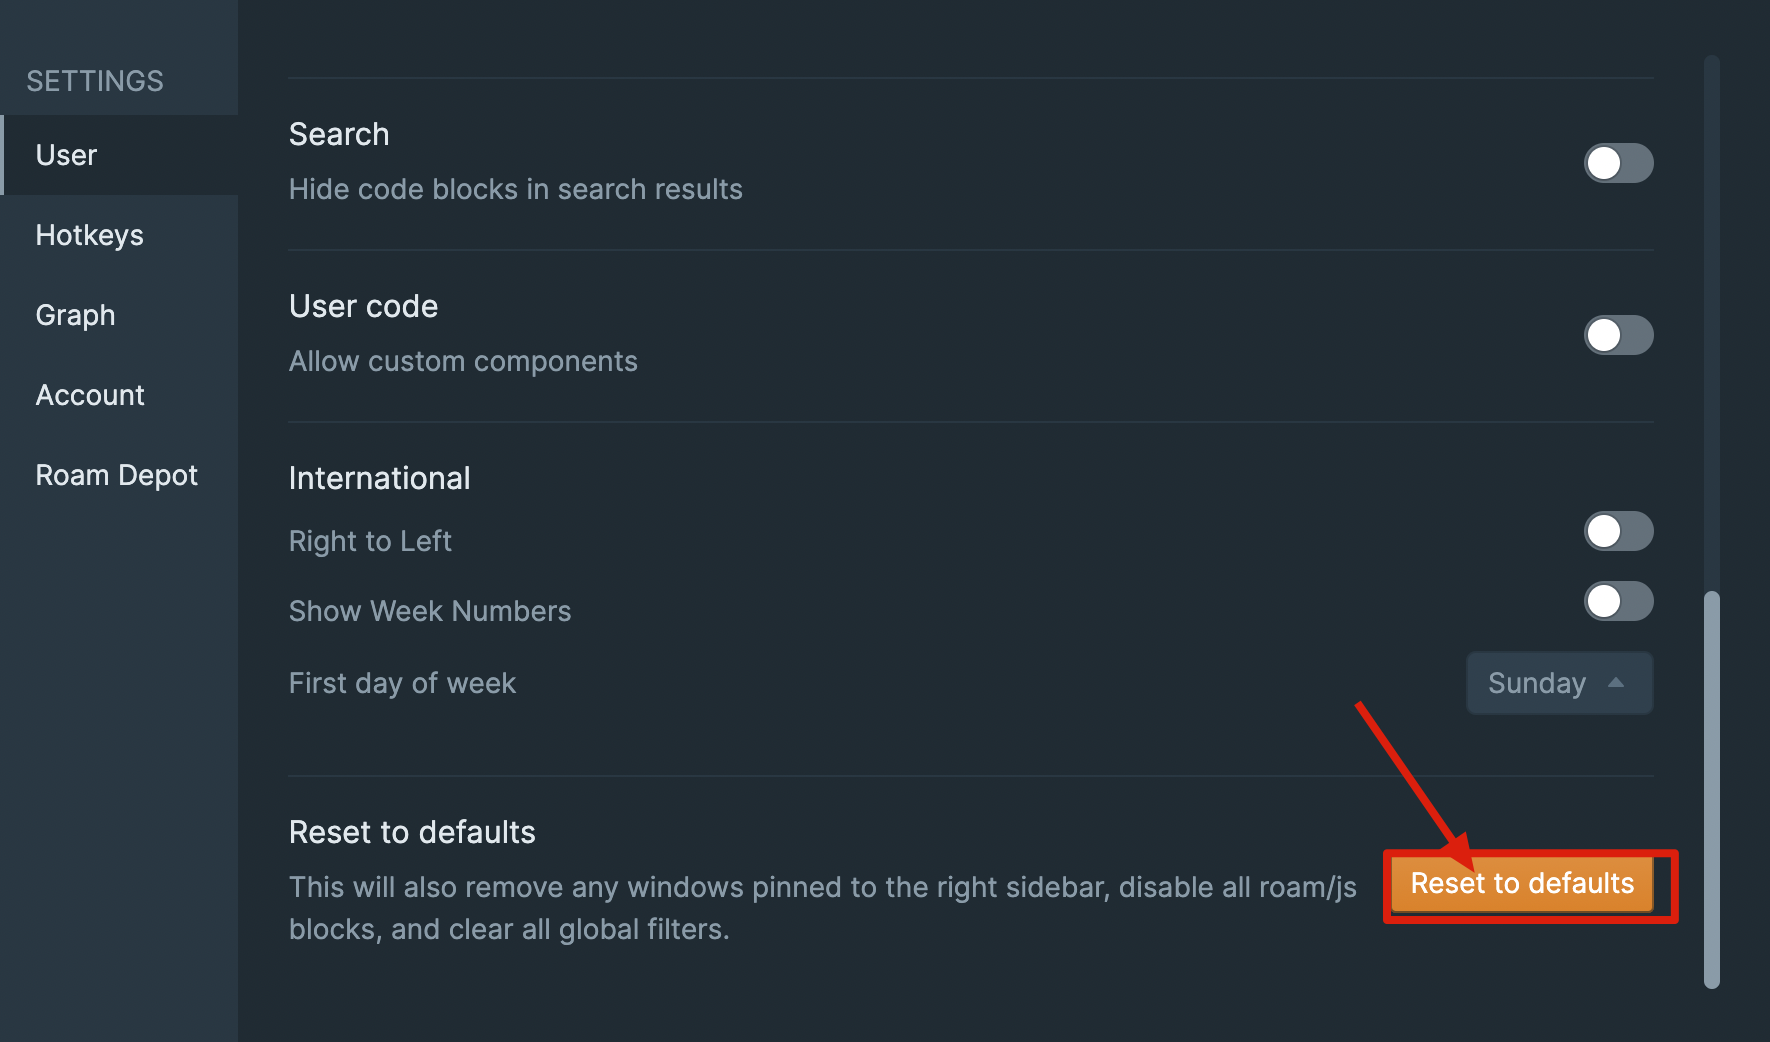 SETTINGS
User
Hotkeys
Graph
Account
Roam Depot
Search
Hide code blocks in search results
User code
Allow custom components
International
Right to Left
Show Week Numbers
First day of week
Sunday
Reset to defaults
This will also remove any windows pinned to the right sidebar, disable all roam/js
blocks, and clear all global filters.
Reset to defaults